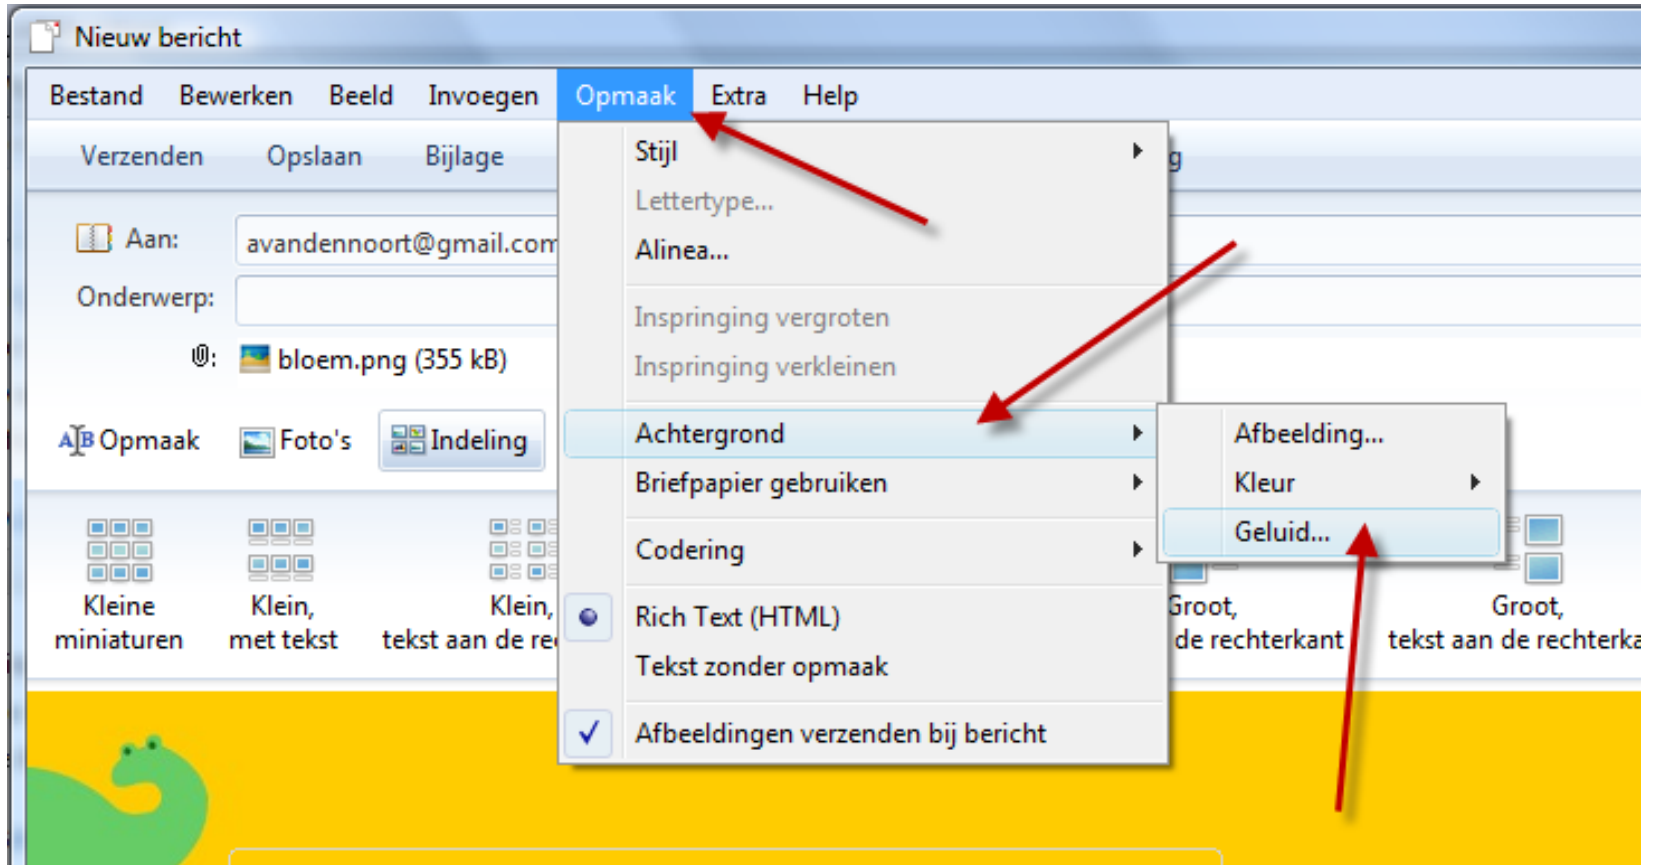 Nieuw bericht
Bestand Bewerken Beeld Invoegen Opmaak Extra Help
Verzenden Opslaan Bijlage
Stijl
Lettertype...
Alinea...
Inspringing vergroten
Inspringing verkleinen
Achtergrond
Briefpapier gebruiken
Codering
Rich Text (HTML)
Tekst zonder opmaak
Afbeeldingen verzenden bij bericht
Afbeelding...
Kleur
Geluid...
Aan: avandennoort@gmail.com
Onderwerp:
bloem.png (355 kB)
AB Opmaak Foto's Indeling
Kleine
miniaturen
Klein,
met tekst
Klein,
tekst aan de
Groot,
de rechterkant
Groot,
tekst aan de